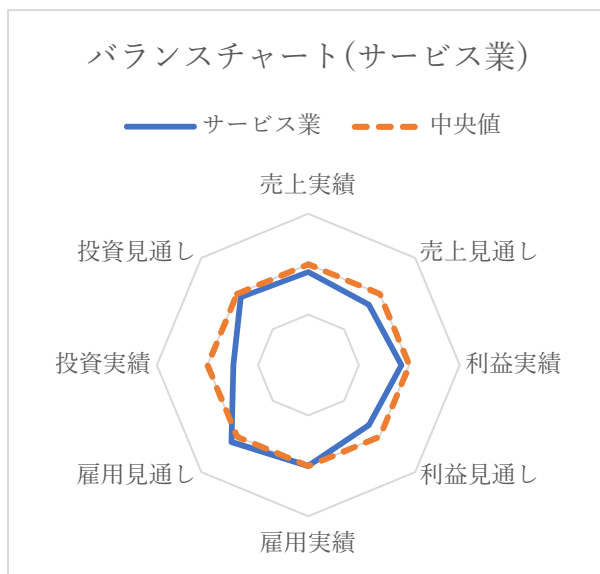 バランスチャート(サービス業)
サービス業 中央値
売上実績
投資見通し 売上見通し
投資実績 利益実績
雇用見通し 利益見通し
雇用実績